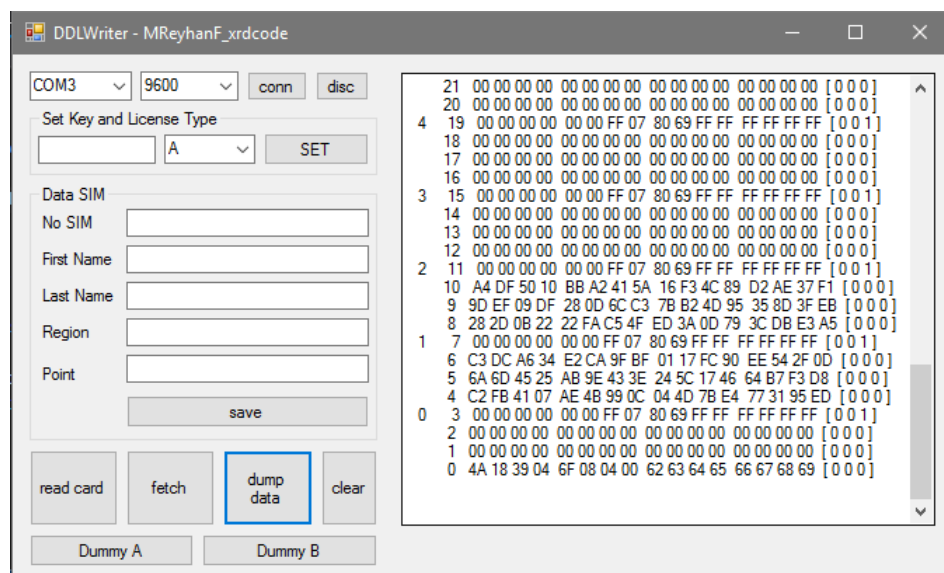 DDLWriter - MReyhanF_xrdcode
COM3 9600 conn disc
Set Key and License Type
A SET
Data SIM
No SIM
First Name
Last Name
Region
Point
save
read card fetch dump data clear
Dummy A Dummy B
21 00 00 00 00 00 00 00 00 00 00 00 00 00 00 00 00 [ 0 0 0 ]
20 00 00 00 00 00 00 00 00 00 00 00 00 00 00 00 00 [ 0 0 0 ]
4 19 00 00 00 00 00 00 FF 07 80 69 FF FF FF FF FF FF [ 0 0 1 ]
18 00 00 00 00 00 00 00 00 00 00 00 00 00 00 00 00 [ 0 0 0 ]
17 00 00 00 00 00 00 00 00 00 00 00 00 00 00 00 00 [ 0 0 0 ]
16 00 00 00 00 00 00 00 00 00 00 00 00 00 00 00 00 [ 0 0 0 ]
3 15 00 00 00 00 00 00 FF 07 80 69 FF FF FF FF FF FF [ 0 0 1 ]
14 00 00 00 00 00 00 00 00 00 00 00 00 00 00 00 00 [ 0 0 0 ]
13 00 00 00 00 00 00 00 00 00 00 00 00 00 00 00 00 [ 0 0 0 ]
12 00 00 00 00 00 00 00 00 00 00 00 00 00 00 00 00 [ 0 0 0 ]
2 11 00 00 00 00 00 00 FF 07 80 69 FF FF FF FF FF FF [ 0 0 1 ]
10 A4 DF 50 10 BB A2 41 5A 16 F3 4C 89 D2 AE 37 F1 [ 0 0 0 ]
9 9D EF 09 DF 28 0D 6C C3 7B B2 4D 95 35 8D 3F EB [ 0 0 0 ]
8 28 2D 0B 22 22 FA C5 4F ED 3A 0D 79 3C DB E3 A5 [ 0 0 0 ]
1 7 00 00 00 00 00 00 FF 07 80 69 FF FF FF FF FF FF [ 0 0 1 ]
6 C3 DC A6 34 E2 CA 9F BF 01 17 FC 90 EE 54 2F 0D [ 0 0 0 ]
5 6A 6D 45 25 AB 9E 43 3E 24 5C 17 46 64 B7 F3 D8 [ 0 0 0 ]
4 C2 FB 41 07 AE 4B 99 0C 04 4D 7B E4 77 31 95 ED [ 0 0 0 ]
0 3 00 00 00 00 00 00 FF 07 80 69 FF FF FF FF FF FF [ 0 0 1 ]
2 00 00 00 00 00 00 00 00 00 00 00 00 00 00 00 00 [ 0 0 0 ]
1 00 00 00 00 00 00 00 00 00 00 00 00 00 00 00 00 [ 0 0 0 ]
0 4A 18 39 04 6F 08 04 00 62 63 64 65 66 67 68 69 [ 0 0 0 ]